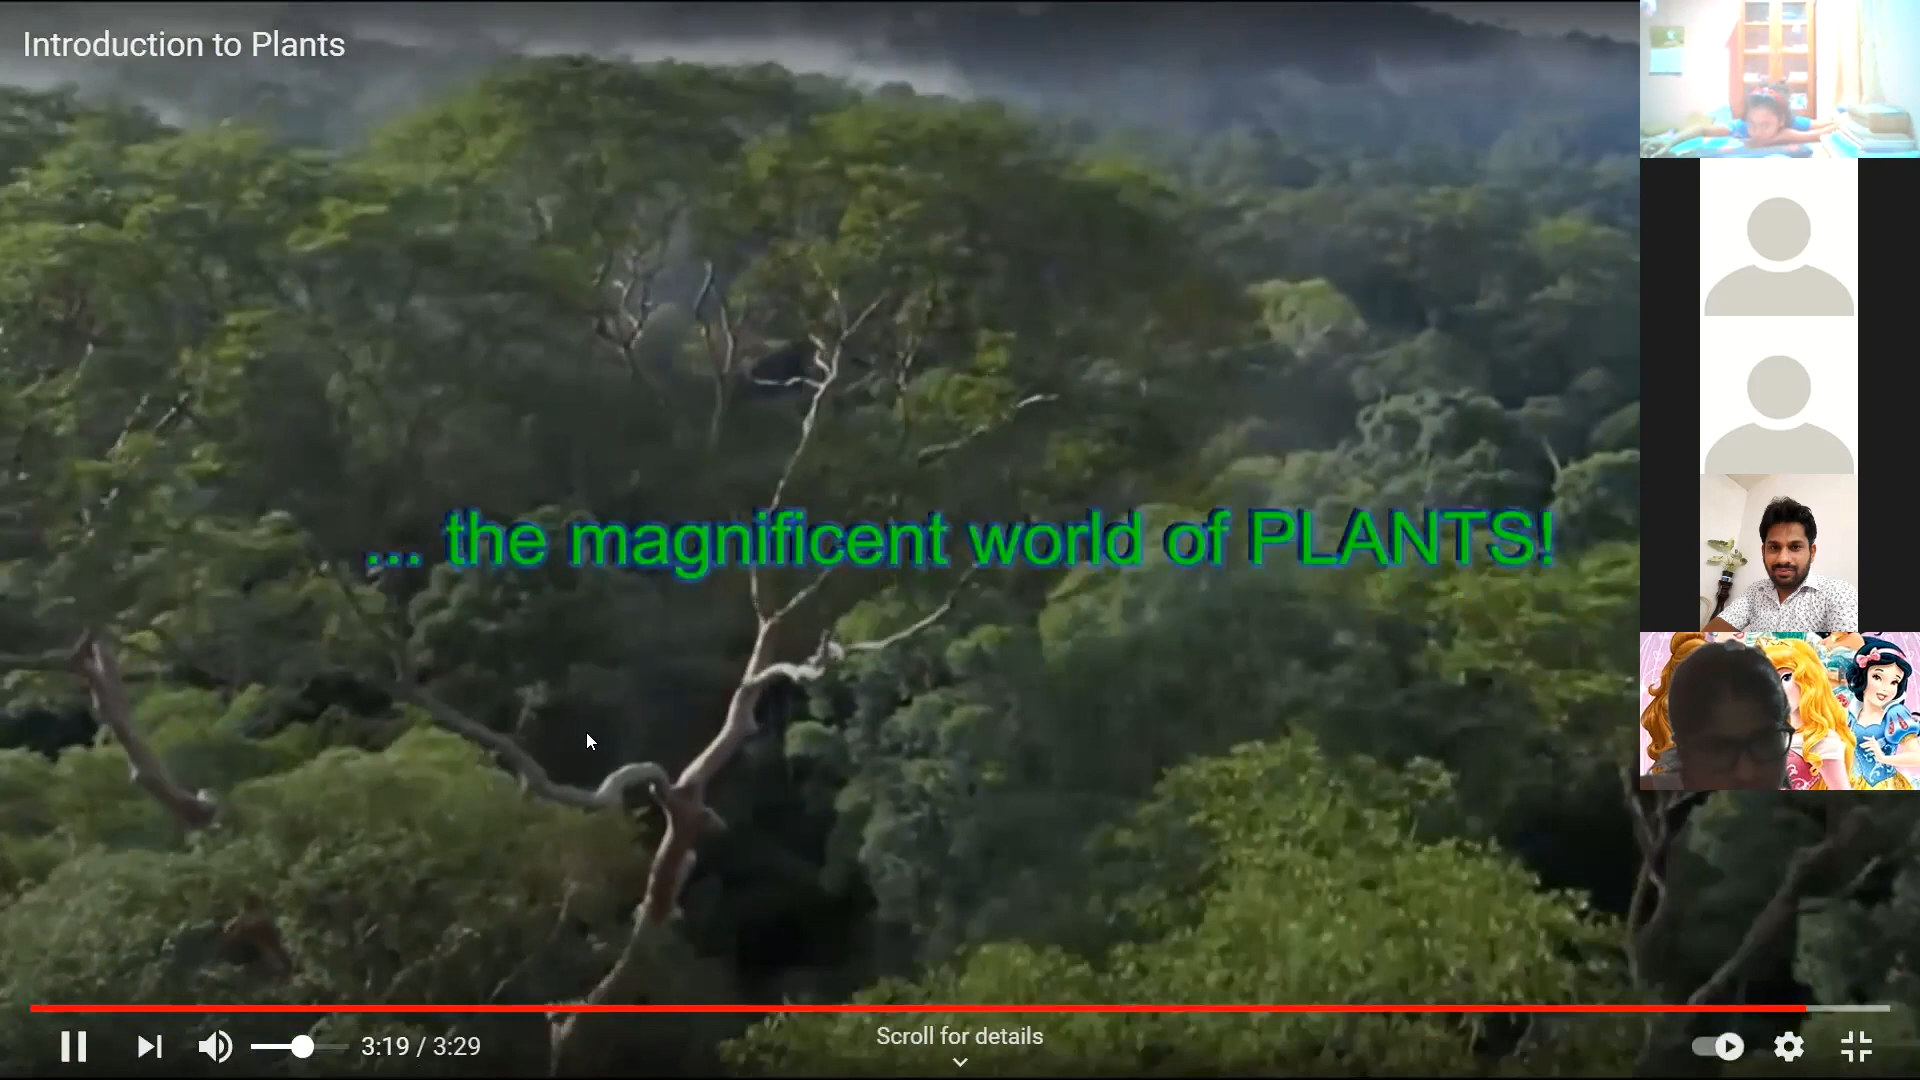 Introduction to Plants
... the magnificent world of PLANTS!
3:19 / 3:29
Scroll for details